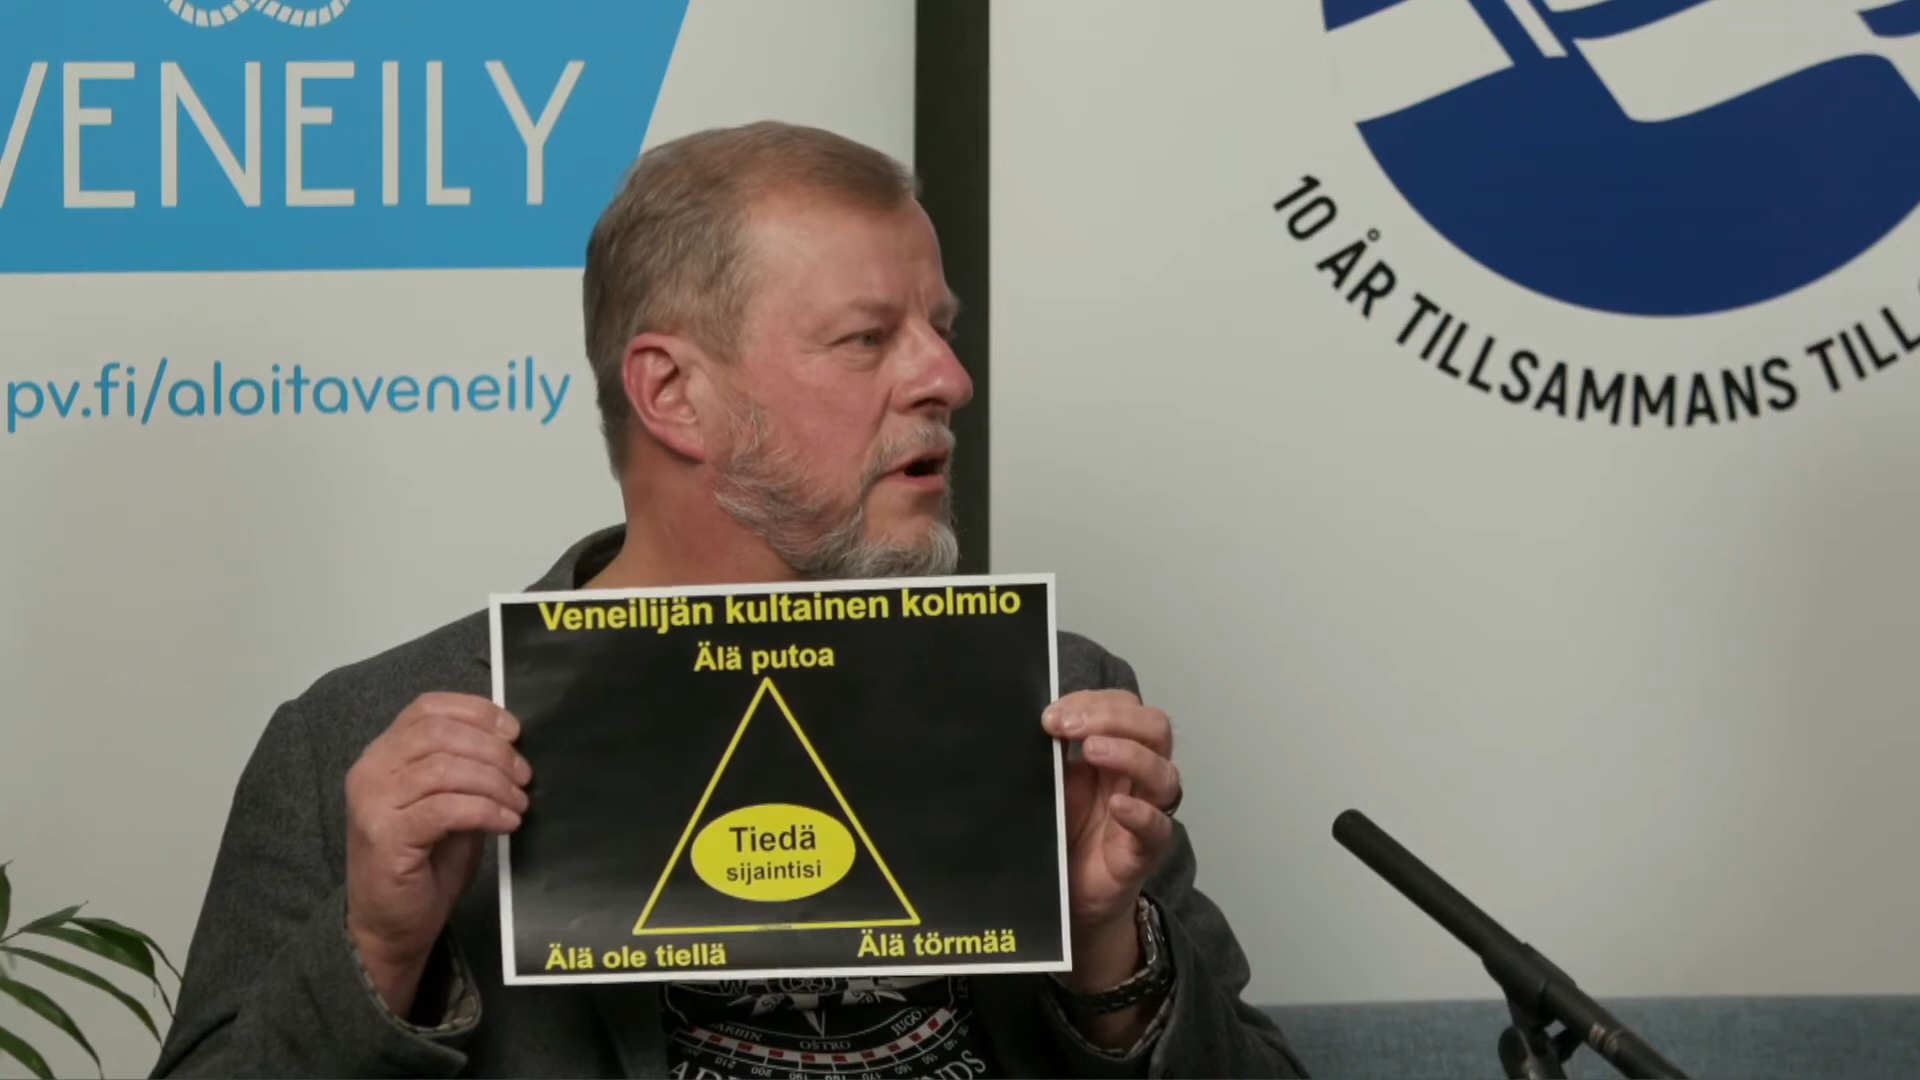 VENEILY
pv.fi/aloitaveneily
10 ÅR TILLSAMMANS TILL
Veneilijän kultainen kolmio
Älä putoa
Tiedä
sijaintisi
Älä ole tiellä
Älä törmää
OSTRO